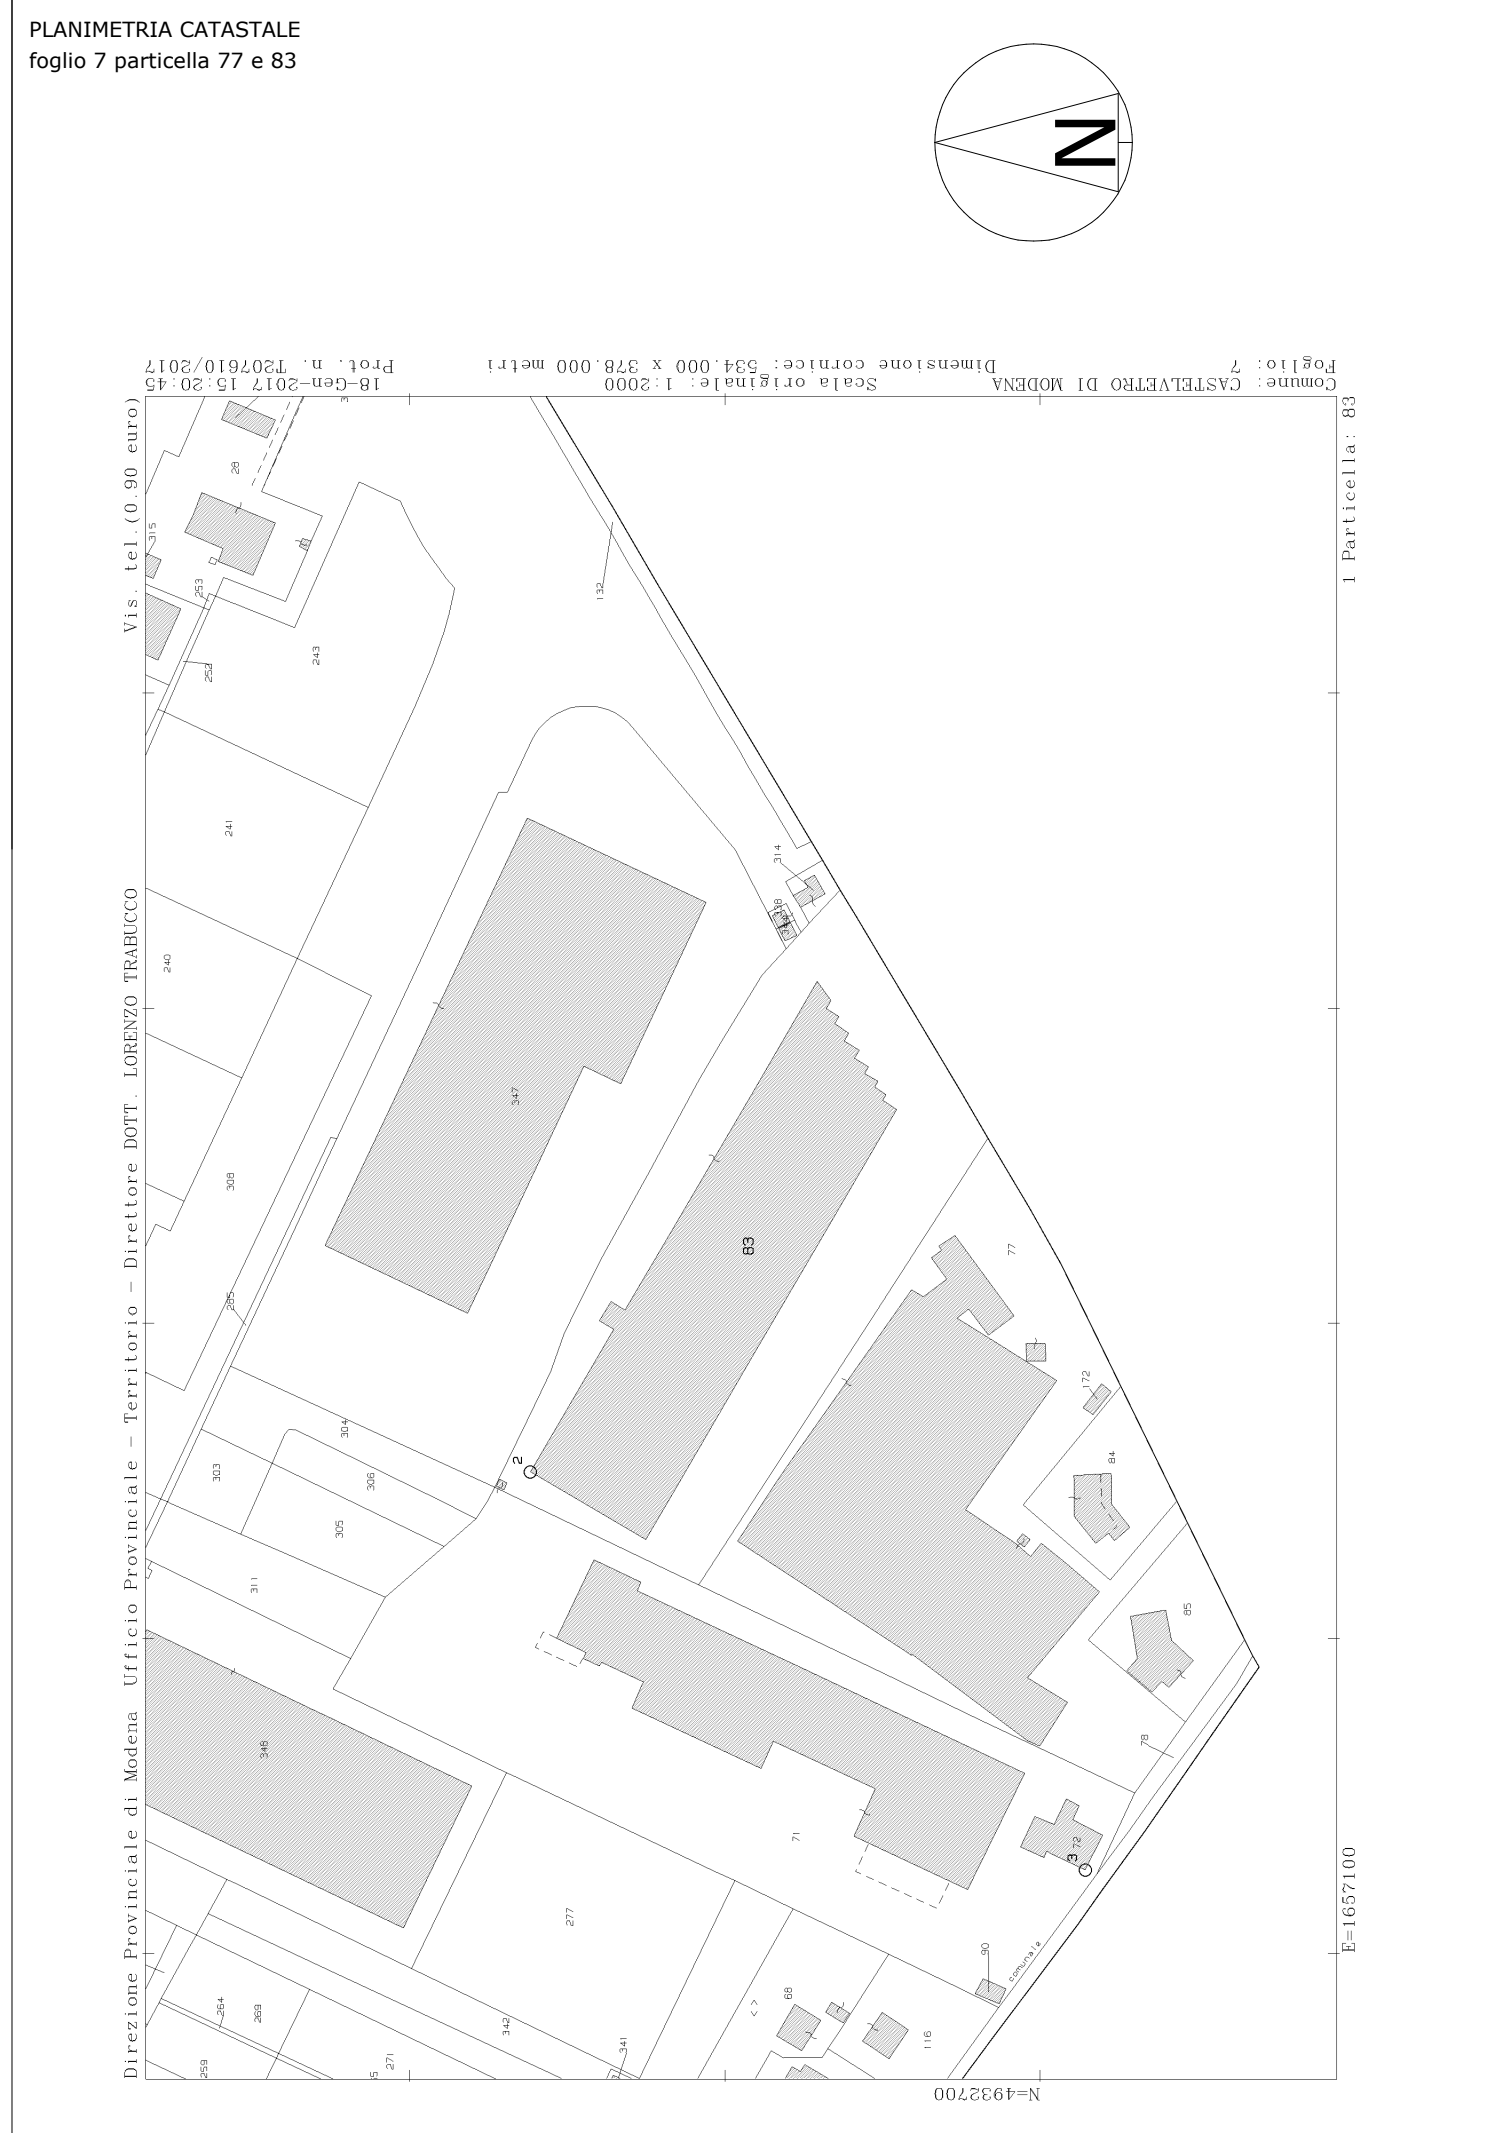 PLANIMETRIA CATASTALE
foglio 7 particella 77 e 83
N
Comune: CASTELVETRO DI MODENA
Foglio: 7
Scala originale: 1:2000
Dimensione cornice: 534.000 x 378.000 metri
18-Gen-2017 15:20:45
Prot. n. T207610/2017
Vis. tel.(0.90 euro)
Direzione Provinciale di Modena Ufficio Provinciale - Territorio - Direttore DOTT. LORENZO TRABUCCO
1 Particella: 83
E=1657100
N=4932700
3
28
315
253
252
243
132
241
314
338
240
347
308
83
77
285
172
304
84
303
306
2
305
311
85
348
78
71
72
3
277
90
comunale
68
264
269
342
116
341
271
259